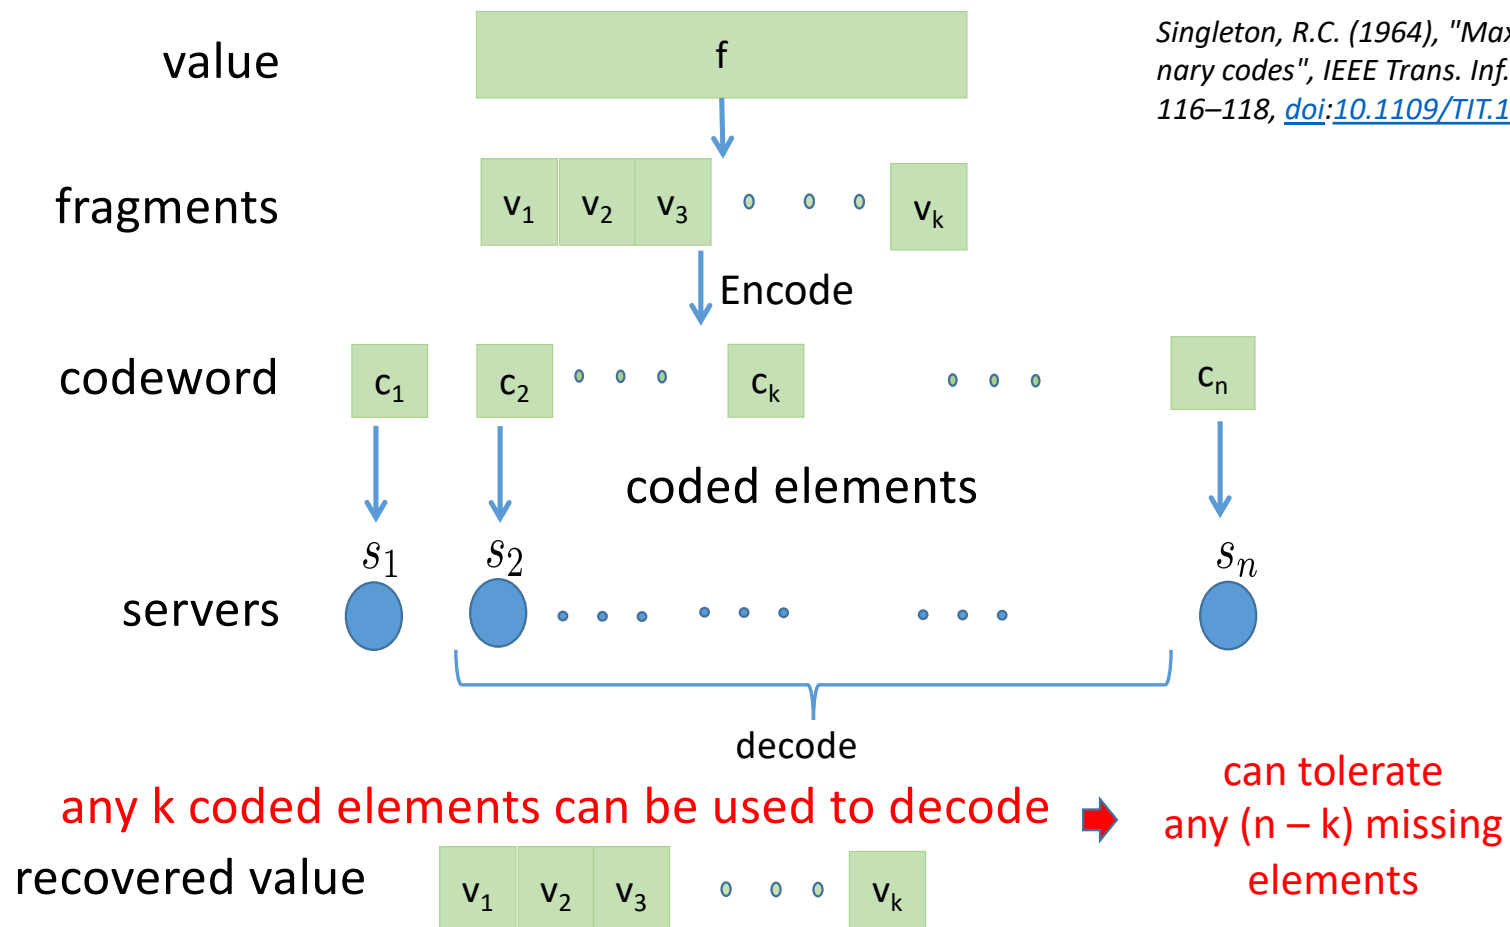 value
f
Singleton, R.C. (1964), "Max
nary codes", IEEE Trans. Inf.
116–118, doi:10.1109/TIT.1
fragments
v1 v2 v3 vk
Encode
codeword
c1 c2 ck cn
coded elements
s1 s2 sn
servers
decode
any k coded elements can be used to decode
can tolerate
any (n – k) missing
elements
recovered value
v1 v2 v3 vk